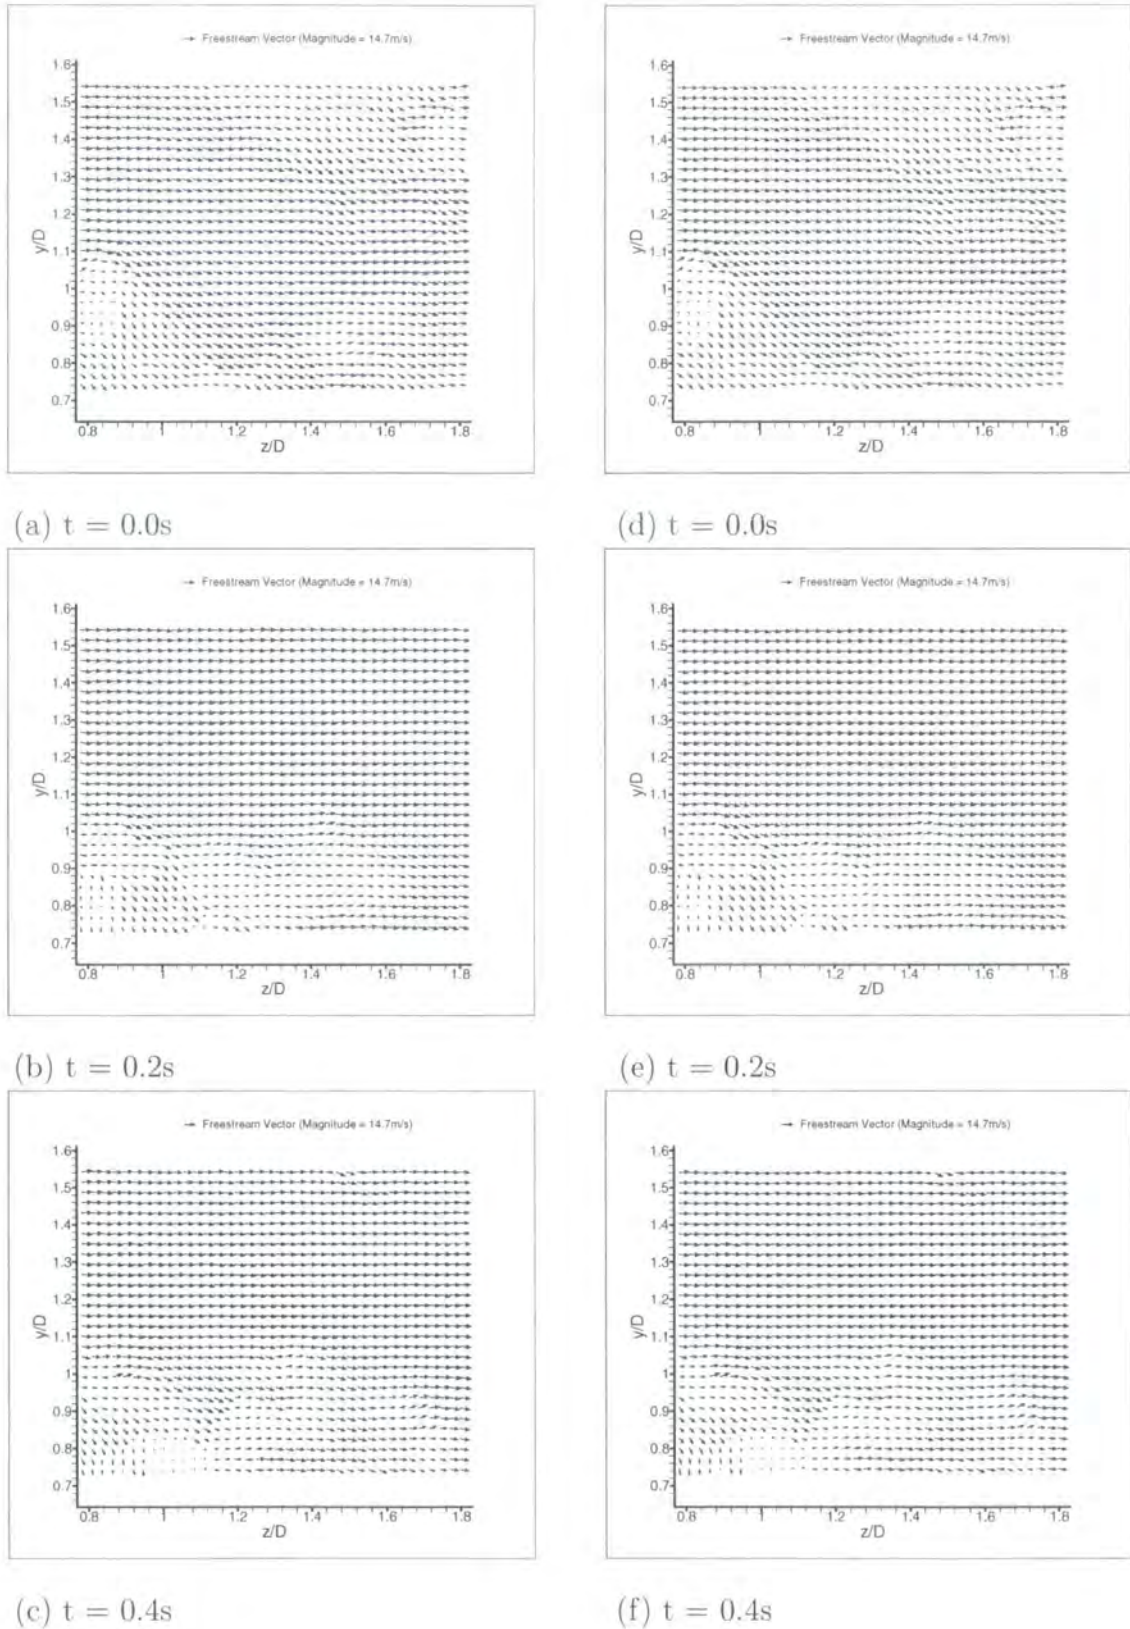 Freestream Vector (Magnitude = 14.7m/s)
1.6
1.5
1.4
1.3
1.2
1.1
1
0.9
0.8
0.7
y/D
0.8 1 1.2 1.4 1.6 1.8
z/D
(a) t = 0.0s
Freestream Vector (Magnitude = 14.7m/s)
1.6
1.5
1.4
1.3
1.2
1.1
1
0.9
0.8
0.7
y/D
0.8 1 1.2 1.4 1.6 1.8
z/D
(d) t = 0.0s
Freestream Vector (Magnitude = 14.7m/s)
1.6
1.5
1.4
1.3
1.2
1.1
1
0.9
0.8
0.7
y/D
0.8 1 1.2 1.4 1.6 1.8
z/D
(b) t = 0.2s
Freestream Vector (Magnitude = 14.7m/s)
1.6
1.5
1.4
1.3
1.2
1.1
1
0.9
0.8
0.7
y/D
0.8 1 1.2 1.4 1.6 1.8
z/D
(e) t = 0.2s
Freestream Vector (Magnitude = 14.7m/s)
1.6
1.5
1.4
1.3
1.2
1.1
1
0.9
0.8
0.7
y/D
0.8 1 1.2 1.4 1.6 1.8
z/D
(c) t = 0.4s
Freestream Vector (Magnitude = 14.7m/s)
1.6
1.5
1.4
1.3
1.2
1.1
1
0.9
0.8
0.7
y/D
0.8 1 1.2 1.4 1.6 1.8
z/D
(f) t = 0.4s